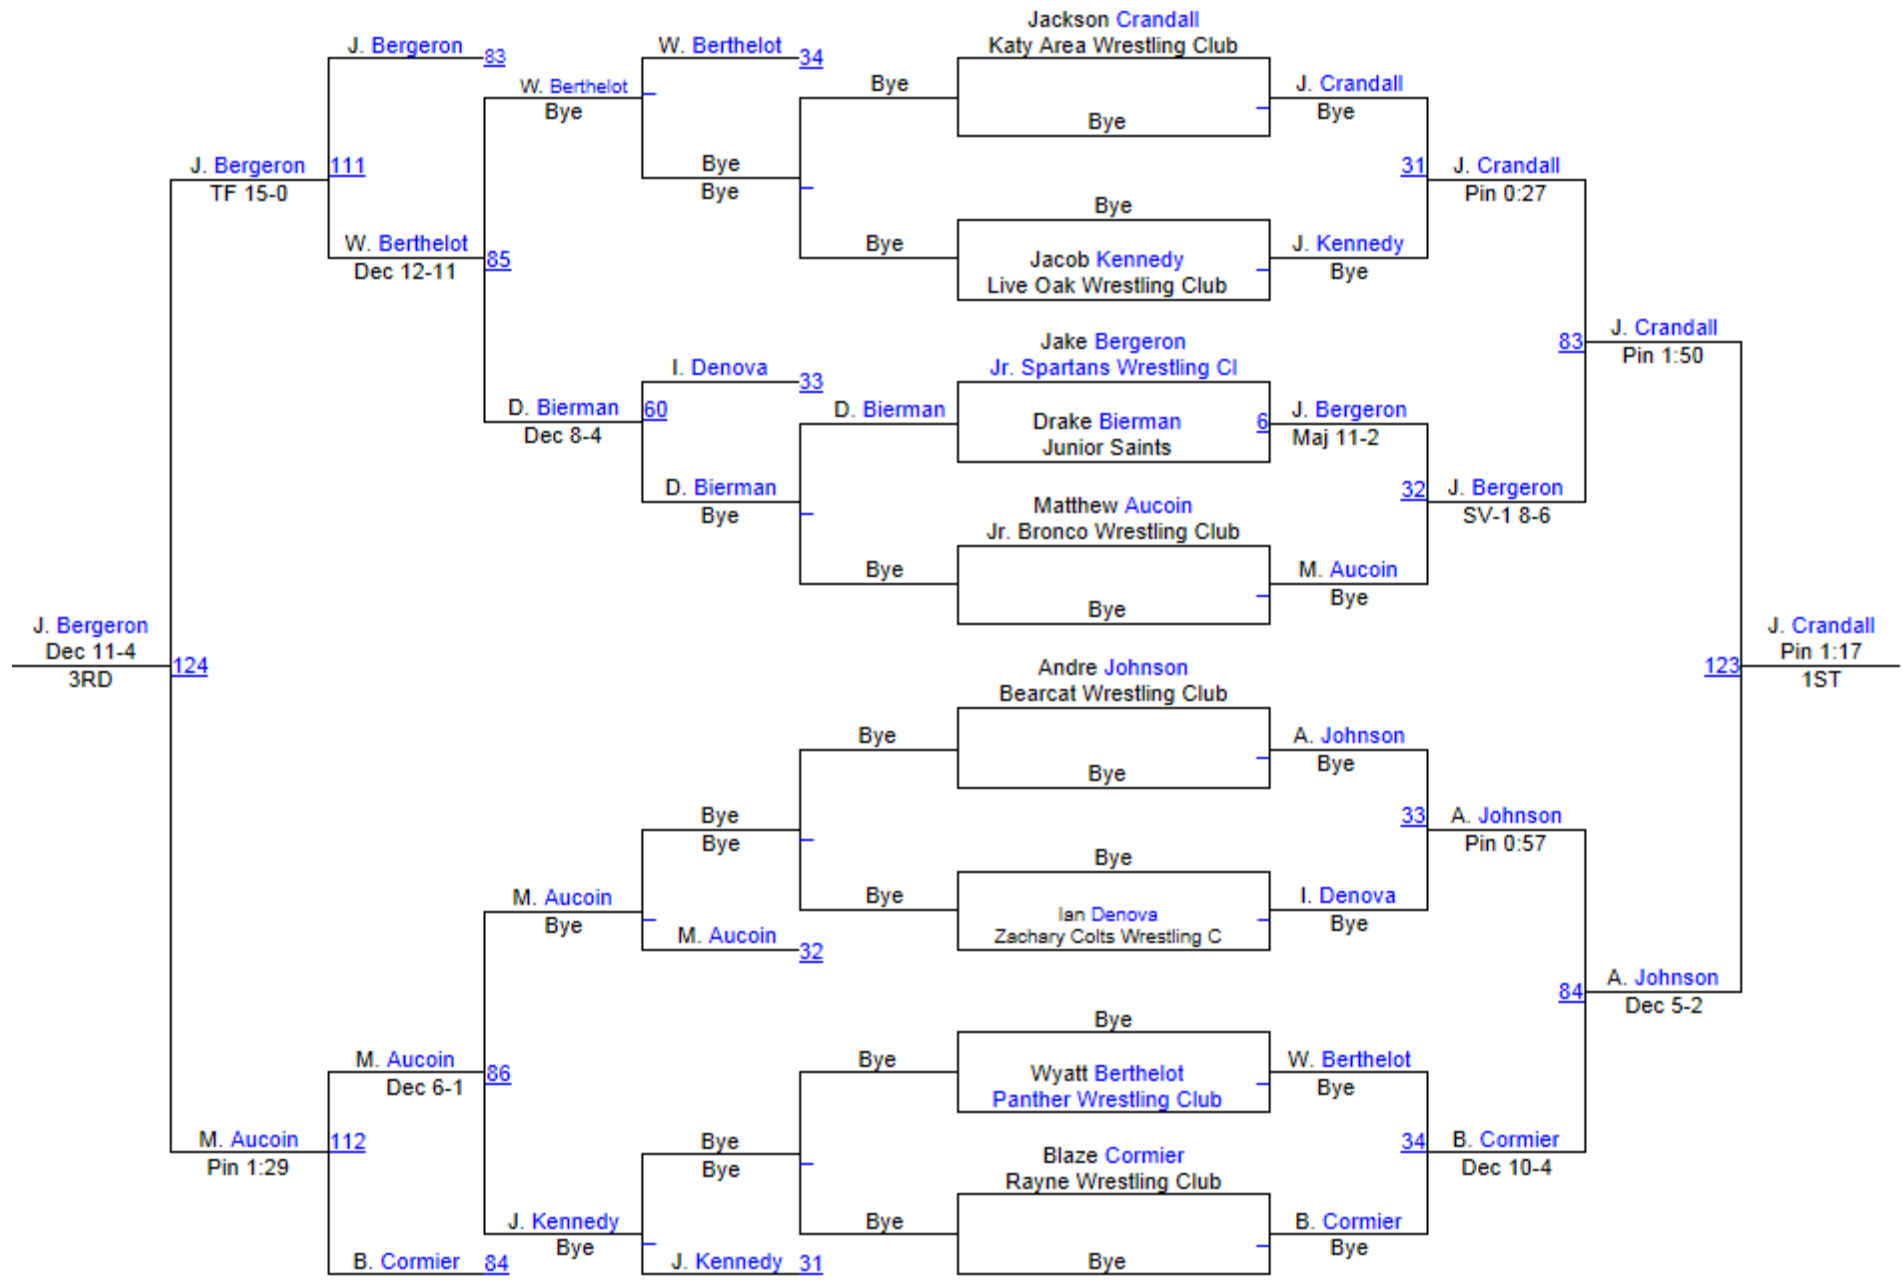 Jackson Crandall
J. Bergeron
83
W. Berthelot
34
Katy Area Wrestling Club
W. Berthelot
Bye
Bye
J. Crandall
Bye
Bye
Bye
J. Bergeron
111
TF 15-0
Bye
Bye
31
J. Crandall
Pin 0:27
Bye
W. Berthelot
Dec 12-11
85
Bye
Jacob Kennedy
Live Oak Wrestling Club
J. Kennedy
Bye
Jake Bergeron
Jr. Spartans Wrestling Cl
83
J. Crandall
Pin 1:50
I. Denova
33
D. Bierman
Dec 8-4
60
D. Bierman
Drake Bierman
Junior Saints
6
J. Bergeron
Maj 11-2
D. Bierman
Bye
Matthew Aucoin
Jr. Bronco Wrestling Club
32
J. Bergeron
SV-1 8-6
Bye
Bye
M. Aucoin
Bye
J. Bergeron
Dec 11-4
3RD
124
123
J. Crandall
Pin 1:17
1ST
Andre Johnson
Bearcat Wrestling Club
Bye
Bye
A. Johnson
Bye
Bye
Bye
33
A. Johnson
Pin 0:57
Bye
M. Aucoin
Bye
Bye
Ian Denova
Zachary Colts Wrestling C
I. Denova
Bye
M. Aucoin
32
84
A. Johnson
Dec 5-2
Bye
M. Aucoin
Dec 6-1
86
Bye
Wyatt Berthelot
Panther Wrestling Club
W. Berthelot
Bye
M. Aucoin
Pin 1:29
112
Bye
Bye
Blaze Cormier
Rayne Wrestling Club
34
B. Cormier
Dec 10-4
J. Kennedy
Bye
Bye
Bye
B. Cormier
Bye
B. Cormier
84
J. Kennedy
31